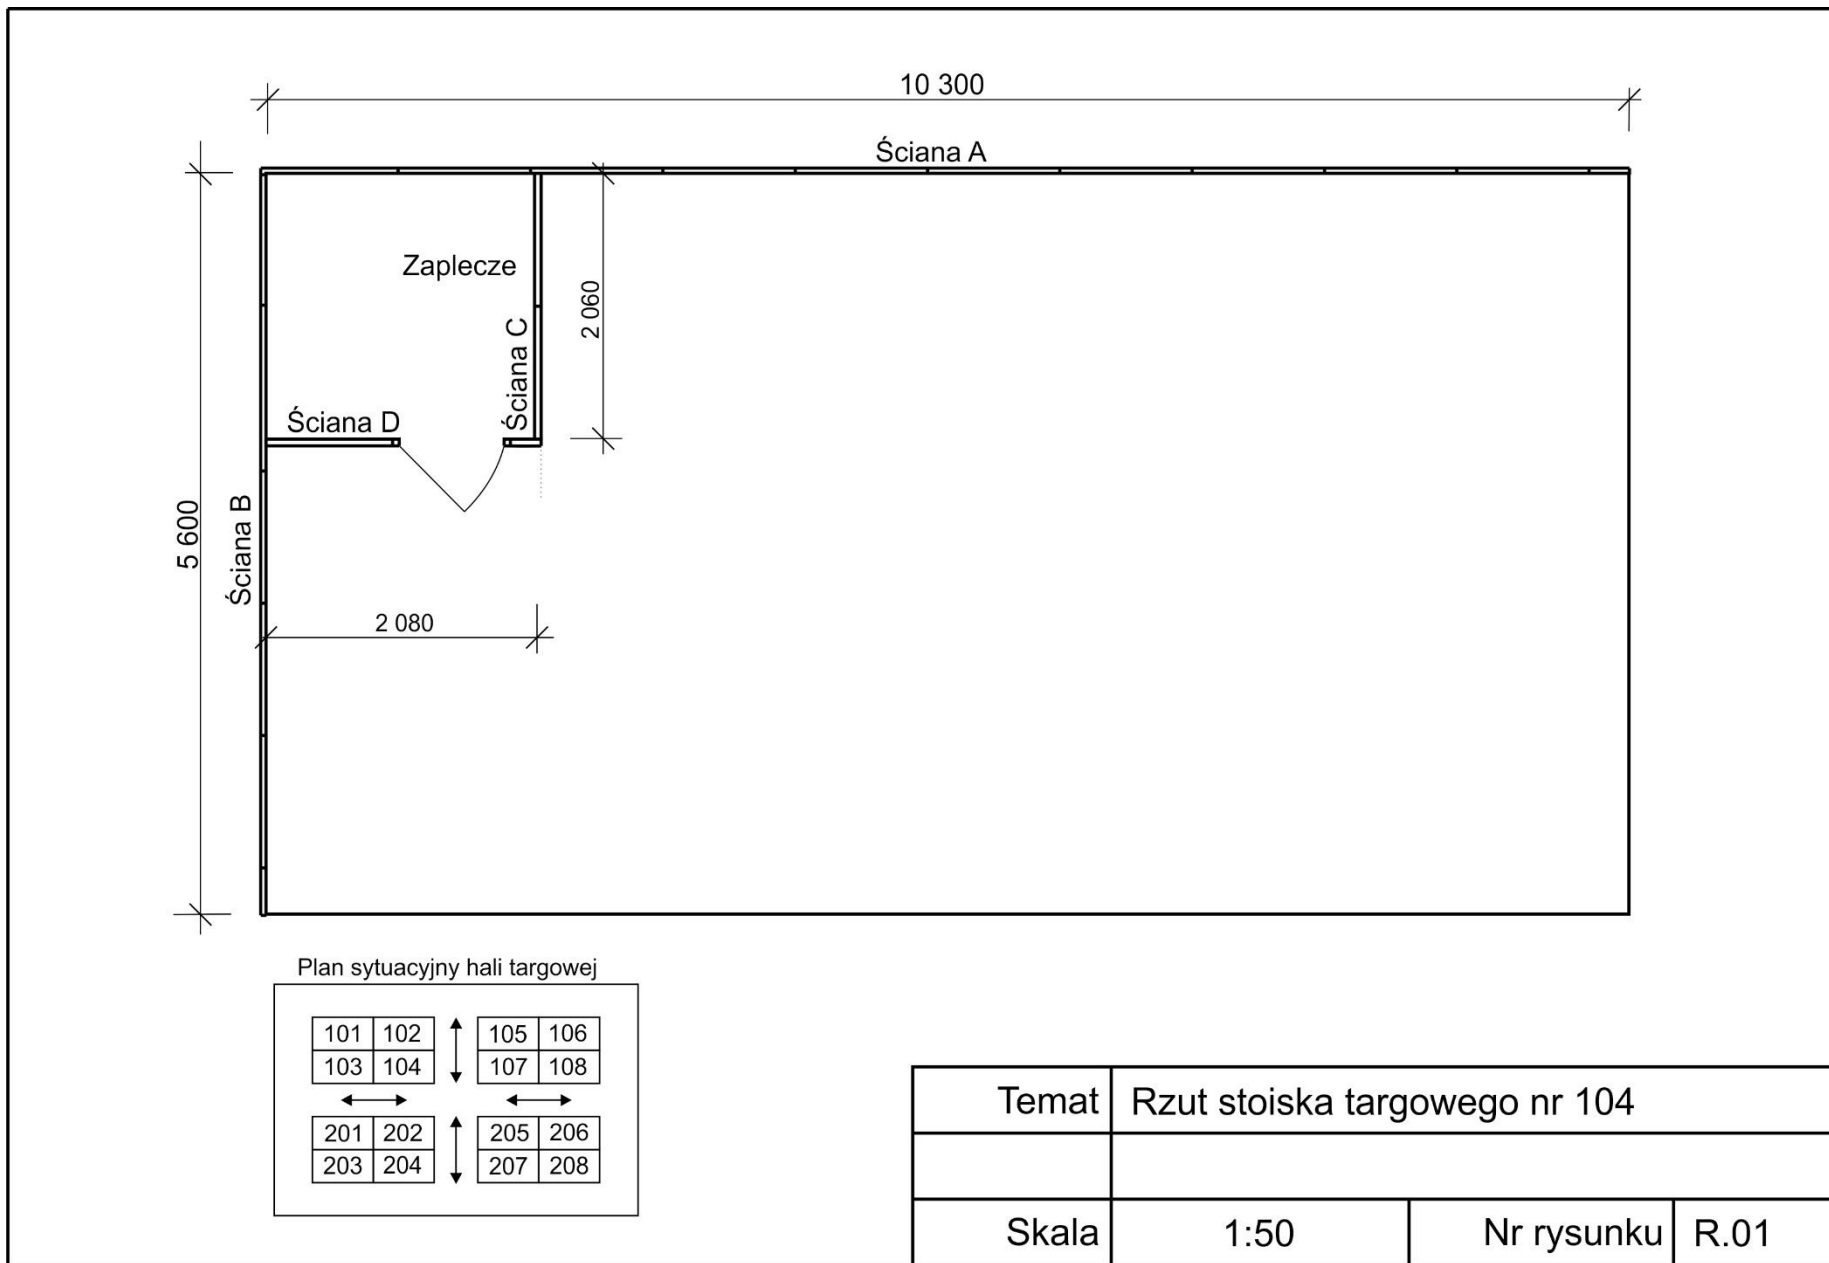 10 300
Ściana A
Zaplecze
2 060
Ściana C
Ściana D
5 600
Ściana B
2 080
Plan sytuacyjny hali targowej
101 102 105 106
103 104 107 108
201 202 205 206
203 204 207 208
Temat Rzut stoiska targowego nr 104
Skala 1:50 Nr rysunku R.01